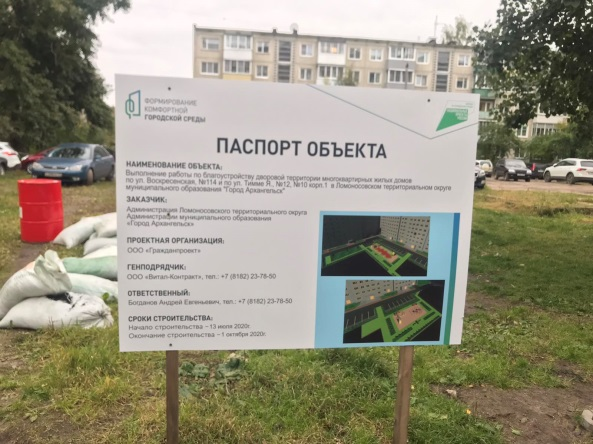 ФОРМИРОВАНИЕ
КОМФОРТНОЙ
ГОРОДСКОЙ СРЕДЫ
ПАСПОРТ ОБЪЕКТА
НАИМЕНОВАНИЕ ОБЪЕКТА:
Выполнение работы по благоустройству дворовой территории многоквартирных жилых домов
по ул. Воскресенская, №114 и по ул. Тимме Я., №12, №10 корп.1 в Ломоносовском территориальном округе
муниципального образования "Город Архангельск"
ЗАКАЗЧИК:
Администрация Ломоносовского территориального округа
Администрации муниципального образования
«Город Архангельск»
ПРОЕКТНАЯ ОРГАНИЗАЦИЯ:
ООО «Гражданпроект»
ГЕНПОДРЯДЧИК:
ООО «Витал-Контракт», тел.: +7 (8182) 23-78-50
ОТВЕТСТВЕННЫЙ:
Богданов Андрей Евгеньевич, тел.: +7 (8182) 23-78-50
СРОКИ СТРОИТЕЛЬСТВА:
Начало строительства – 13 июля 2020г.
Окончание строительства – 1 октября 2020г.